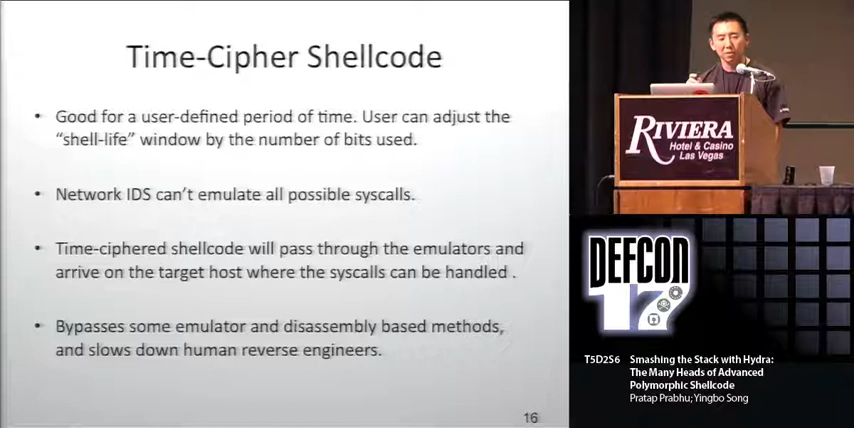 Time-Cipher Shellcode
• Good for a user-defined period of time. User can adjust the
“shell-life” window by the number of bits used.
• Network IDS can’t emulate all possible syscalls.
• Time-ciphered shellcode will pass through the emulators and
arrive on the target host where the syscalls can be handled .
• Bypasses some emulator and disassembly based methods,
and slows down human reverse engineers.
16
RIVIERA
Hotel & Casino
Las Vegas
DEFCON
17
T5D2S6 Smashing the Stack with Hydra:
The Many Heads of Advanced
Polymorphic Shellcode
Pratap Prabhu; Yingbo Song